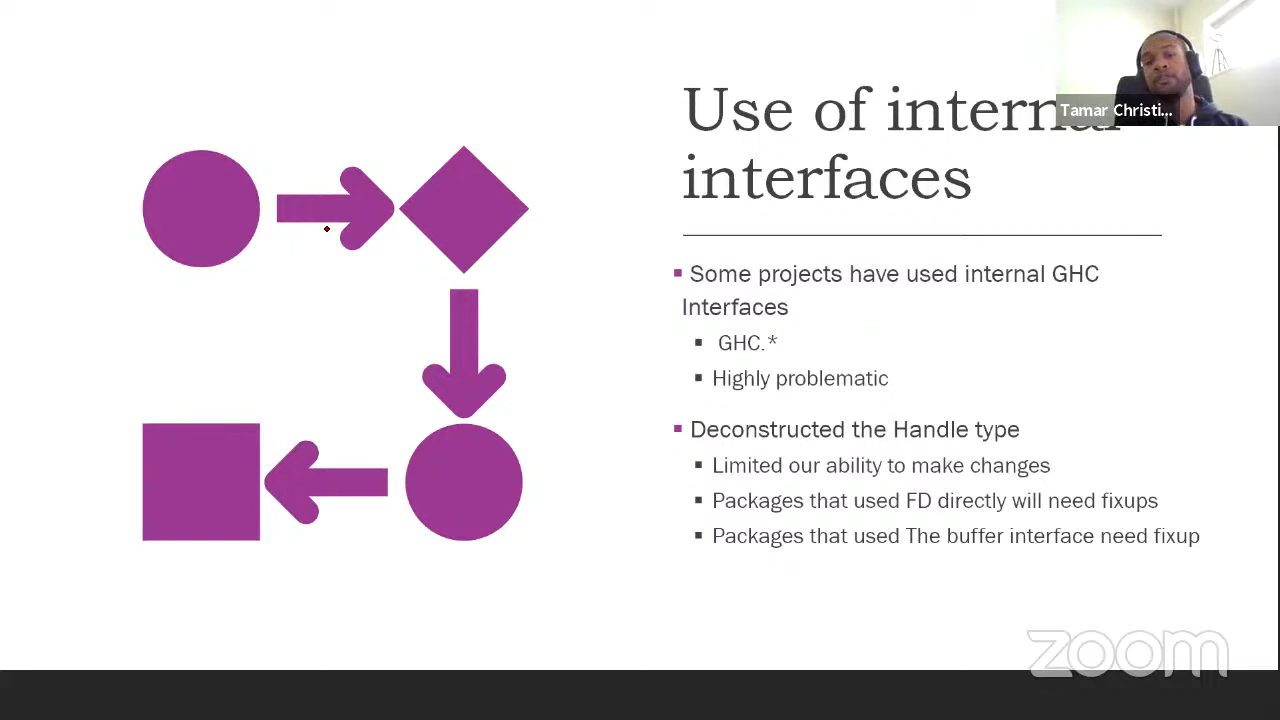 Tamar Christi...
Use of internal
interfaces
▪ Some projects have used internal GHC
Interfaces
▪ GHC.*
▪ Highly problematic
▪ Deconstructed the Handle type
▪ Limited our ability to make changes
▪ Packages that used FD directly will need fixups
▪ Packages that used The buffer interface need fixup
zoom